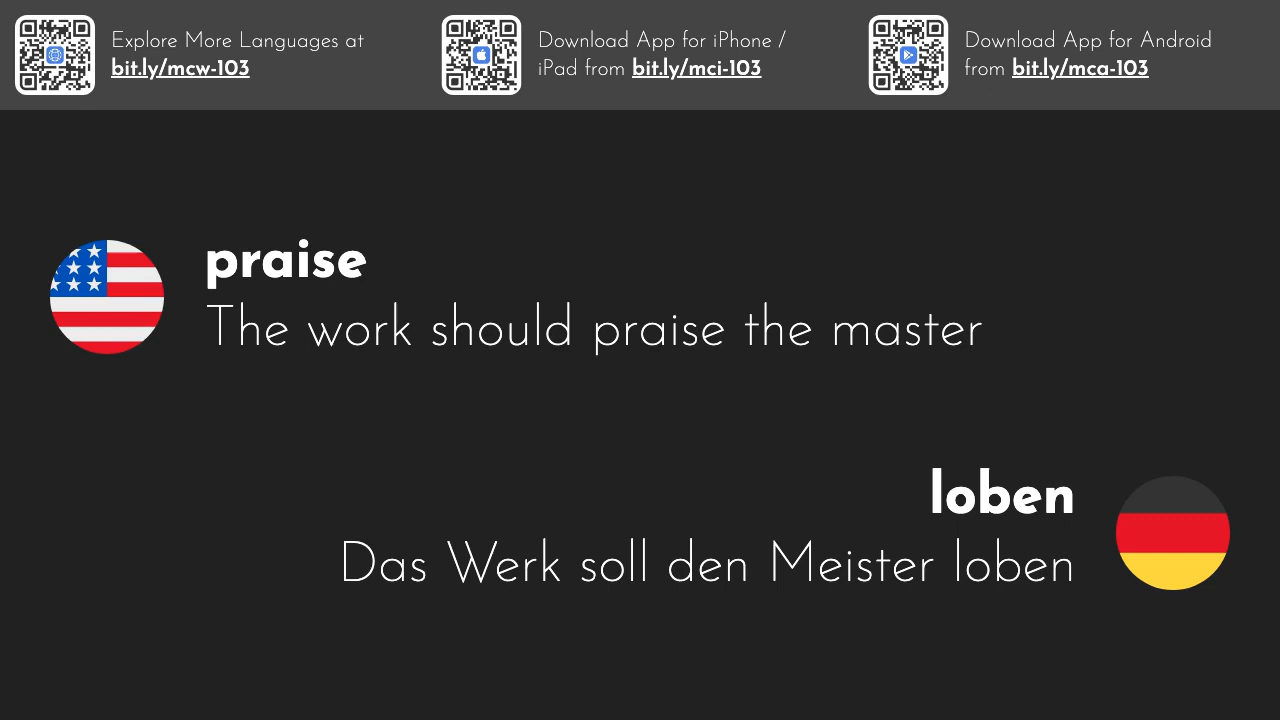 Explore More Languages at
bit.ly/mcw-103
Download App for iPhone /
iPad from bit.ly/mci-103
Download App for Android
from bit.ly/mca-103
praise
The work should praise the master
loben
Das Werk soll den Meister loben